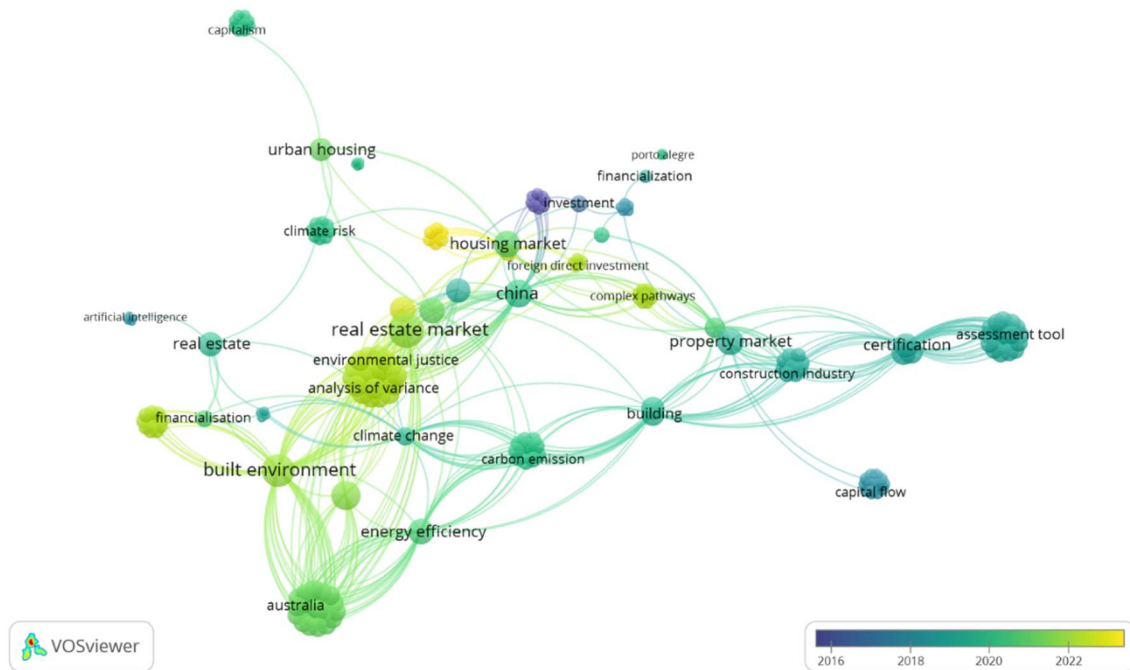 capitalism
urban housing
porto alegre
financialization
investment
climate risk
housing market
foreign direct investment
china
complex pathways
artificial intelligence
real estate market
assessment tool
real estate
property market
certification
environmental justice
construction industry
analysis of variance
building
financialisation
climate change
carbon emission
built environment
capital flow
energy efficiency
australia
VOSviewer
2016 2018 2020 2022